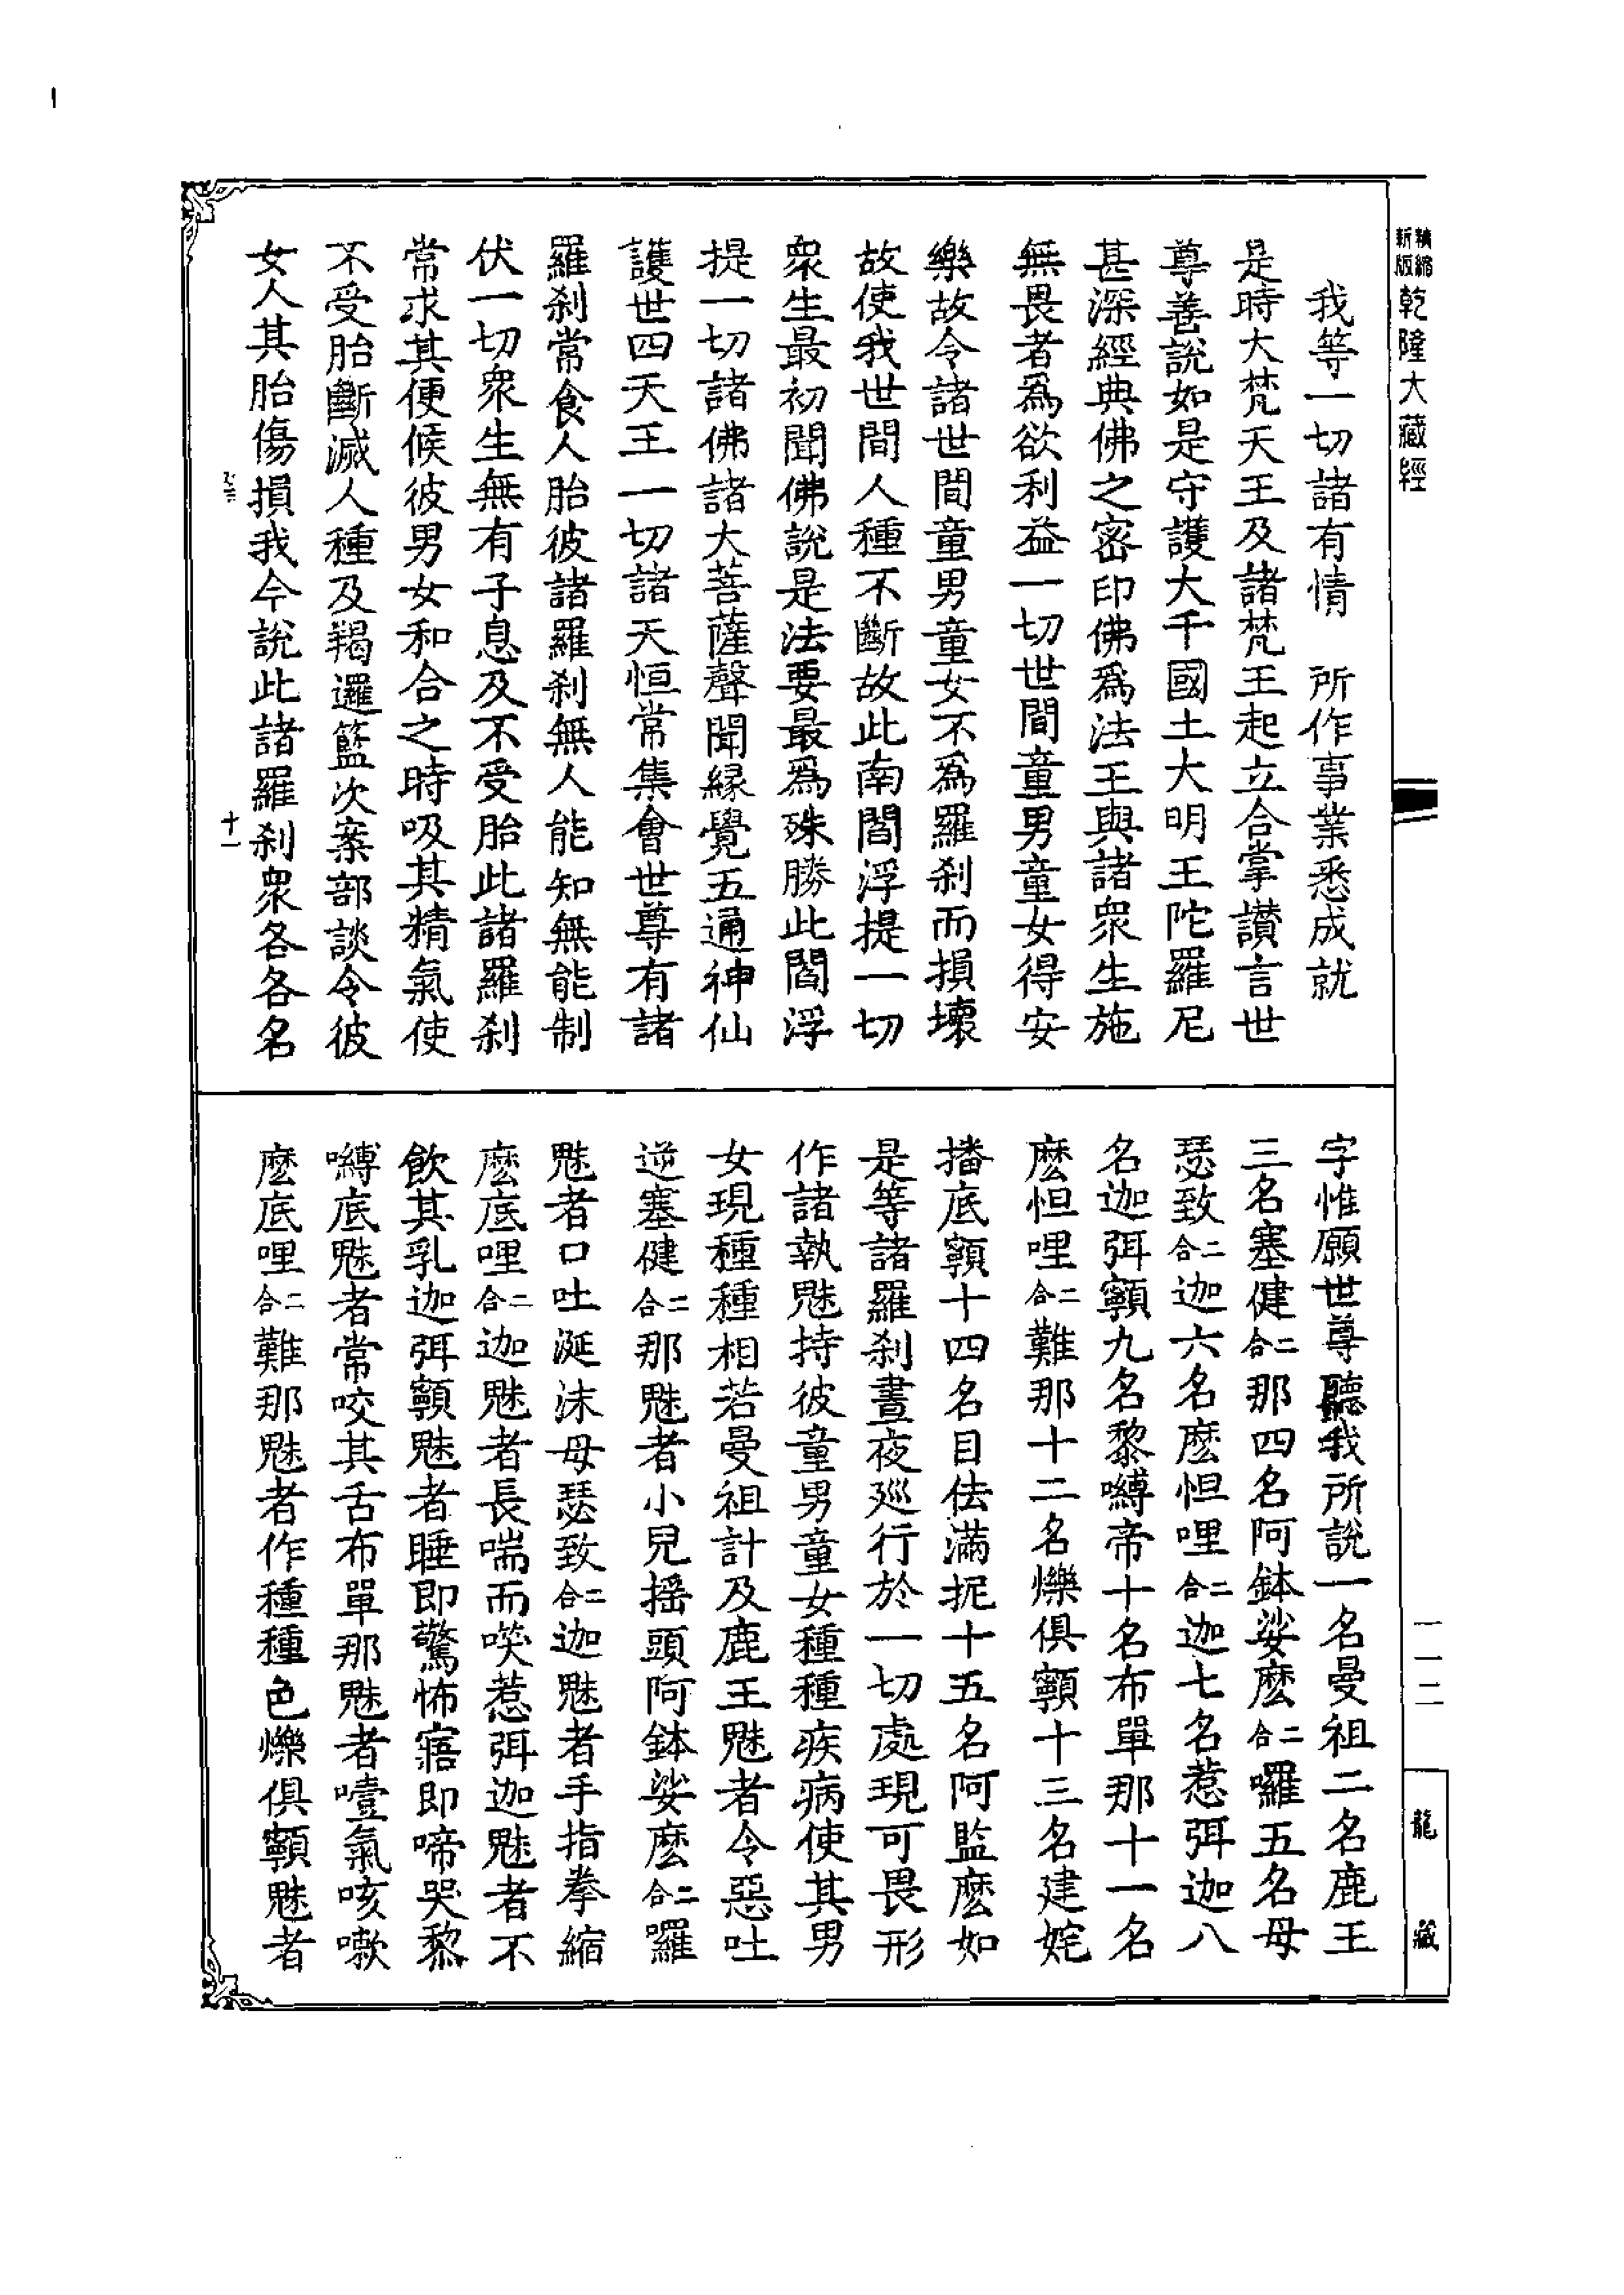 精縮新版乾隆大藏經
我等一切諸有情　所作事業悉成就
是時大梵天王及諸梵王起立合掌讃言世
尊善說如是守護大千國土大明王陀羅尼
甚深經典佛之密印佛爲法王與諸衆生施
無畏者爲欲利益一切世間童男童女得安
樂故令諸世間童男童女不爲羅刹而損壞
故使我世間人種不斷故此南閻浮提一切
衆生最初聞佛說是法要最爲殊勝此閻浮
提一切諸佛諸大菩薩聲聞緣覺五通神仙
護世四天王一切諸天恒常集會世尊有諸
羅刹常食人胎彼諸羅刹無人能知無能制
伏一切衆生無有子息及不受胎此諸羅刹
常求其便候彼男女和合之時吸其精氣使
不受胎斷滅人種及羯邏籃次案部談令彼
女人其胎傷損我今說此諸羅刹衆各各名
十一
一一二
龍藏
字惟願世尊聽我所說一名曼祖二名鹿王
三名塞健二合那四名阿鉢娑麽二合囉五名母
瑟致二合迦六名麽怛哩二合迦七名惹弭迦八
名迦弭顐九名黎嚩帝十名布單那十一名
麽怛哩二合難那十二名爍俱顐十三名建姹
播底顐十四名目佉滿抳十五名阿監麽如
是等諸羅刹晝夜廵行於一切處現可畏形
作諸執魅持彼童男童女種種疾病使其男
女現種種相若曼祖計及鹿王魅者令惡吐
逆塞健二合那魅者小兒搖頭阿鉢娑麽二合囉
魅者口吐涎沫母瑟致二合迦魅者手指拳縮
麽底哩二合迦魅者長喘而咲惹弭迦魅者不
飲其乳迦弭顐魅者睡即驚怖寤即啼哭黎
嚩底魅者常咬其舌布單那魅者噎氣咳嗽
麽底哩二合難那魅者作種種色爍俱顐魅者